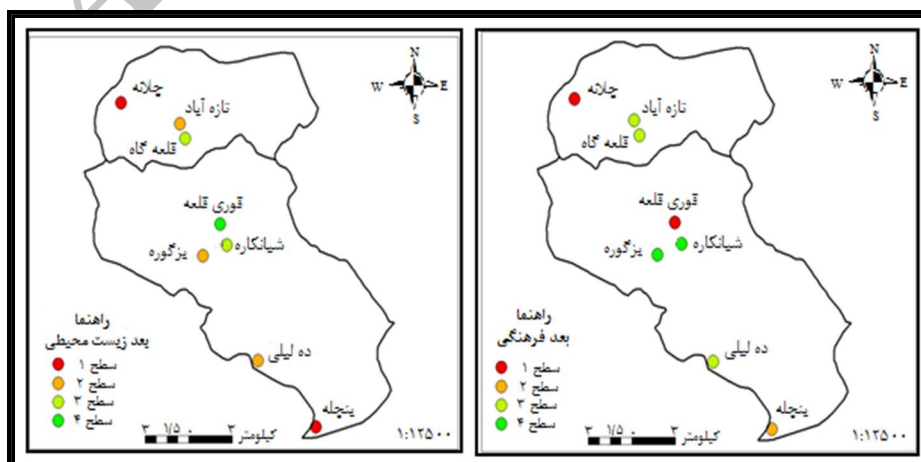 N
W E
S
چلانه
تازه آباد
قلعه گاه
قوری قلعه
شیانکاره
یزگوره
ده لیلی
پنچله
راهنما
بعد زیست محیطی
سطح ۱
سطح ۲
سطح ۳
سطح ۴
۳ ۱/۵ ۰ ۳ کیلومتر
۱:۱۲۵۰۰
N
W E
S
چلانه
تازه آباد
قلعه گاه
قوری قلعه
شیانکاره
یزگوره
ده لیلی
پنچله
راهنما
بعد فرهنگی
سطح ۱
سطح ۲
سطح ۳
سطح ۴
۳ ۱/۵ ۰ ۳ کیلومتر
۱:۱۲۵۰۰